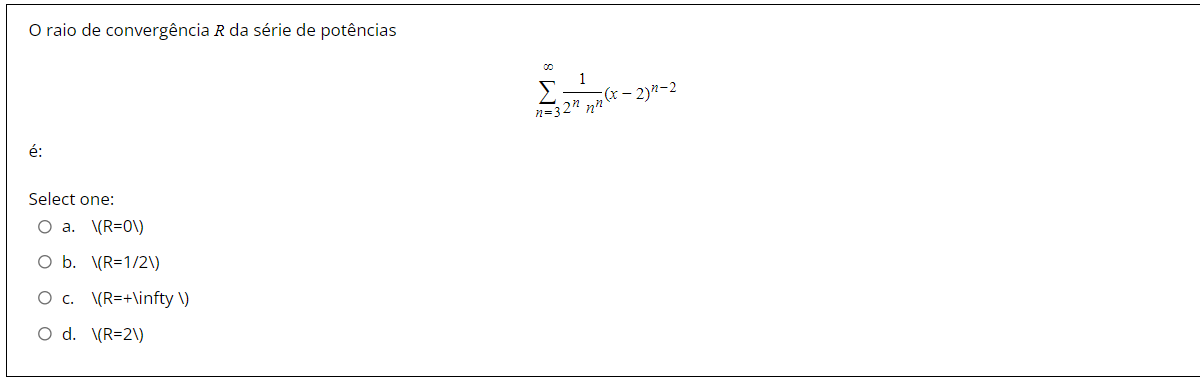 O raio de convergência R da série de potências
∞
∑ 1/(2ⁿ nⁿ) (x − 2)ⁿ⁻²
n=3
é:
Select one:
a. \(R=0\)
b. \(R=1/2\)
c. \(R=+\infty \)
d. \(R=2\)